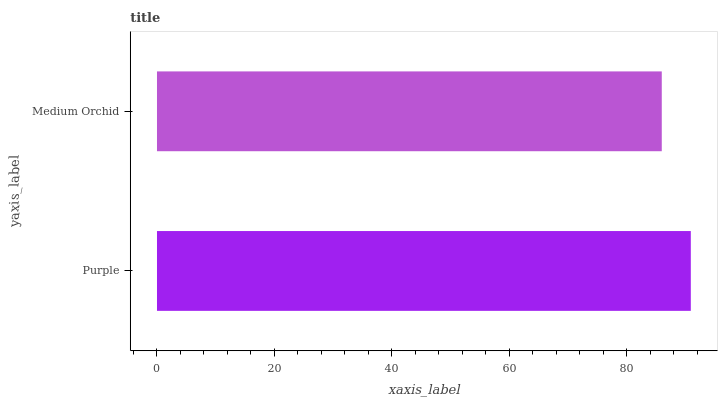 title
Medium Orchid
yaxis_label
Purple
0 20 40 60 80
xaxis_label